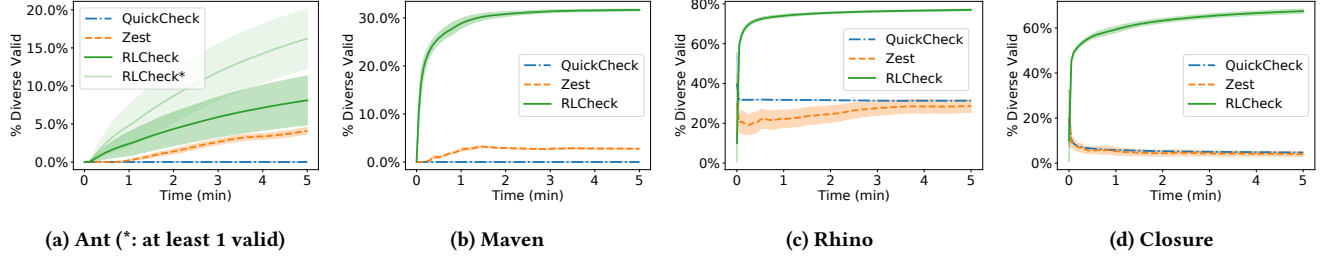 % Diverse Valid
20.0%
15.0%
10.0%
5.0%
0.0%
QuickCheck
Zest
RLCheck
RLCheck*
0 1 2 3 4 5
Time (min)
(a) Ant (*: at least 1 valid)
% Diverse Valid
30.0%
20.0%
10.0%
0.0%
QuickCheck
Zest
RLCheck
0 1 2 3 4 5
Time (min)
(b) Maven
% Diverse Valid
80%
60%
40%
20%
0%
QuickCheck
Zest
RLCheck
0 1 2 3 4 5
Time (min)
(c) Rhino
% Diverse Valid
60%
40%
20%
0%
QuickCheck
Zest
RLCheck
0 1 2 3 4 5
Time (min)
(d) Closure